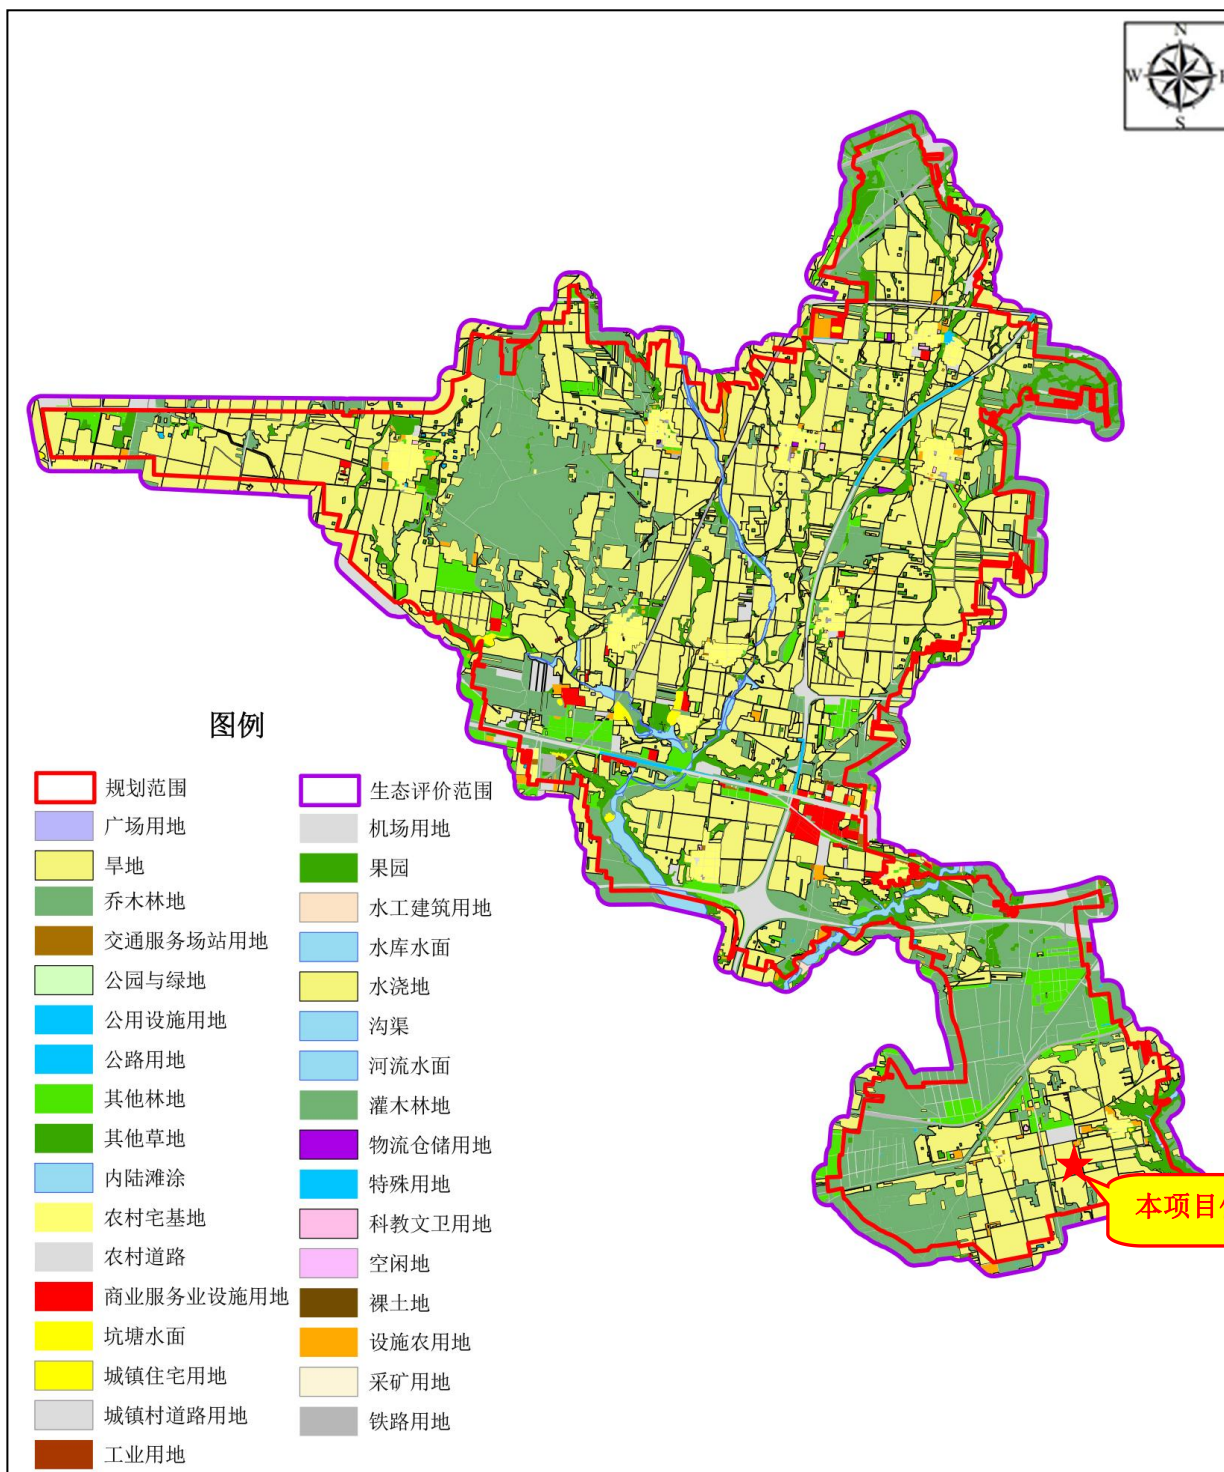 N
W
E
S
图例
规划范围
广场用地
旱地
乔木林地
交通服务场站用地
公园与绿地
公用设施用地
公路用地
其他林地
其他草地
内陆滩涂
农村宅基地
农村道路
商业服务业设施用地
坑塘水面
城镇住宅用地
城镇村道路用地
工业用地
生态评价范围
机场用地
果园
水工建筑用地
水库水面
水浇地
沟渠
河流水面
灌木林地
物流仓储用地
特殊用地
科教文卫用地
空闲地
裸土地
设施农用地
采矿用地
铁路用地
本项目